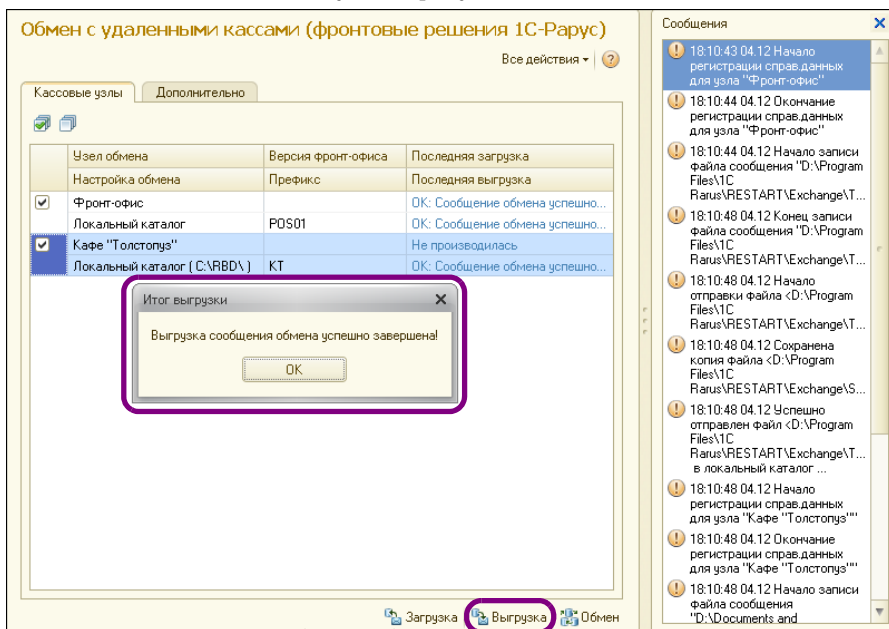 Обмен с удаленными кассами (фронтовые решения 1С-Рарус)
Все действия
Кассовые узлы Дополнительно
Узел обмена Версия фронт-офиса Последняя загрузка
Настройка обмена Префикс Последняя выгрузка
Фронт-офис ОК: Сообщение обмена успешно...
Локальный каталог POS01 ОК: Сообщение обмена успешно...
Кафе "Толстопуз" Не производилась
Локальный каталог ( C:\RBD\ ) КТ ОК: Сообщение обмена успешно...
Итог выгрузки
Выгрузка сообщения обмена успешно завершена!
ОК
Загрузка Выгрузка Обмен
Сообщения
18:10:43 04.12 Начало
регистрации справ.данных
для узла "Фронт-офис"
18:10:44 04.12 Окончание
регистрации справ.данных
для узла "Фронт-офис"
18:10:44 04.12 Начало записи
файла сообщения "D:\Program
Files\1C
Rarus\RESTART\Exchange\T...
18:10:48 04.12 Конец записи
файла сообщения "D:\Program
Files\1C
Rarus\RESTART\Exchange\T...
18:10:48 04.12 Начало
отправки файла <D:\Program
Files\1C
Rarus\RESTART\Exchange\T...
18:10:48 04.12 Сохранена
копия файла <D:\Program
Files\1C
Rarus\RESTART\Exchange\S...
18:10:48 04.12 Успешно
отправлен файл <D:\Program
Files\1C
Rarus\RESTART\Exchange\T...
в локальный каталог ...
18:10:48 04.12 Начало
регистрации справ.данных
для узла "Кафе "Толстопуз""
18:10:48 04.12 Окончание
регистрации справ.данных
для узла "Кафе "Толстопуз""
18:10:48 04.12 Начало записи
файла сообщения
"D:\Documents and